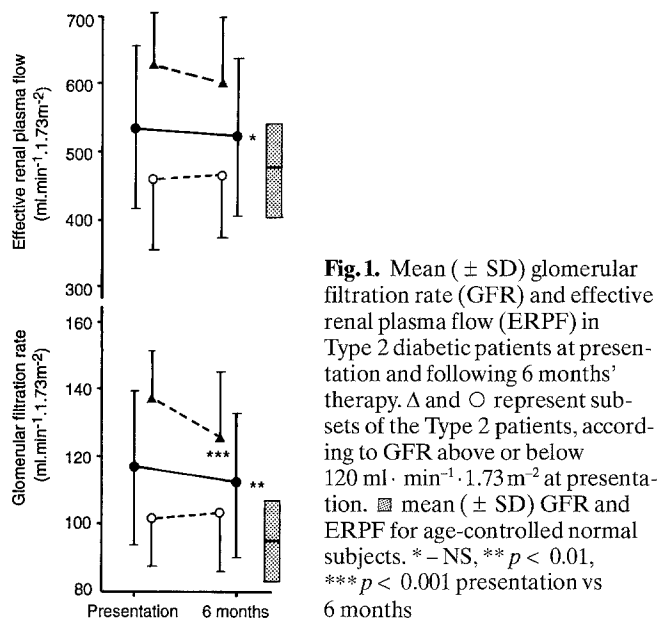 700
600
500
400
300
Effective renal plasma flow
(ml.min⁻¹.1.73m⁻²)
*
160
140
120
100
80
Glomerular filtration rate
(ml.min⁻¹.1.73m⁻²)
***
**
Presentation
6 months
Fig. 1. Mean (± SD) glomerular
filtration rate (GFR) and effective
renal plasma flow (ERPF) in
Type 2 diabetic patients at presen-
tation and following 6 months'
therapy. Δ and ○ represent sub-
sets of the Type 2 patients, accord-
ing to GFR above or below
120 ml · min⁻¹ · 1.73 m⁻² at presenta-
tion. ▩ mean (± SD) GFR and
ERPF for age-controlled normal
subjects. * – NS, ** p < 0.01,
*** p < 0.001 presentation vs
6 months